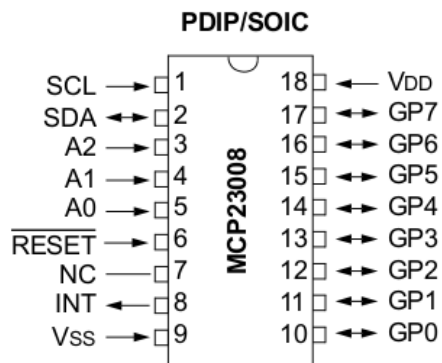 PDIP/SOIC
SCL 1 18 VDD
SDA 2 17 GP7
A2 3 16 GP6
A1 4 15 GP5
A0 5 14 GP4
RESET 6 13 GP3
NC 7 12 GP2
INT 8 11 GP1
VSS 9 10 GP0
MCP23008